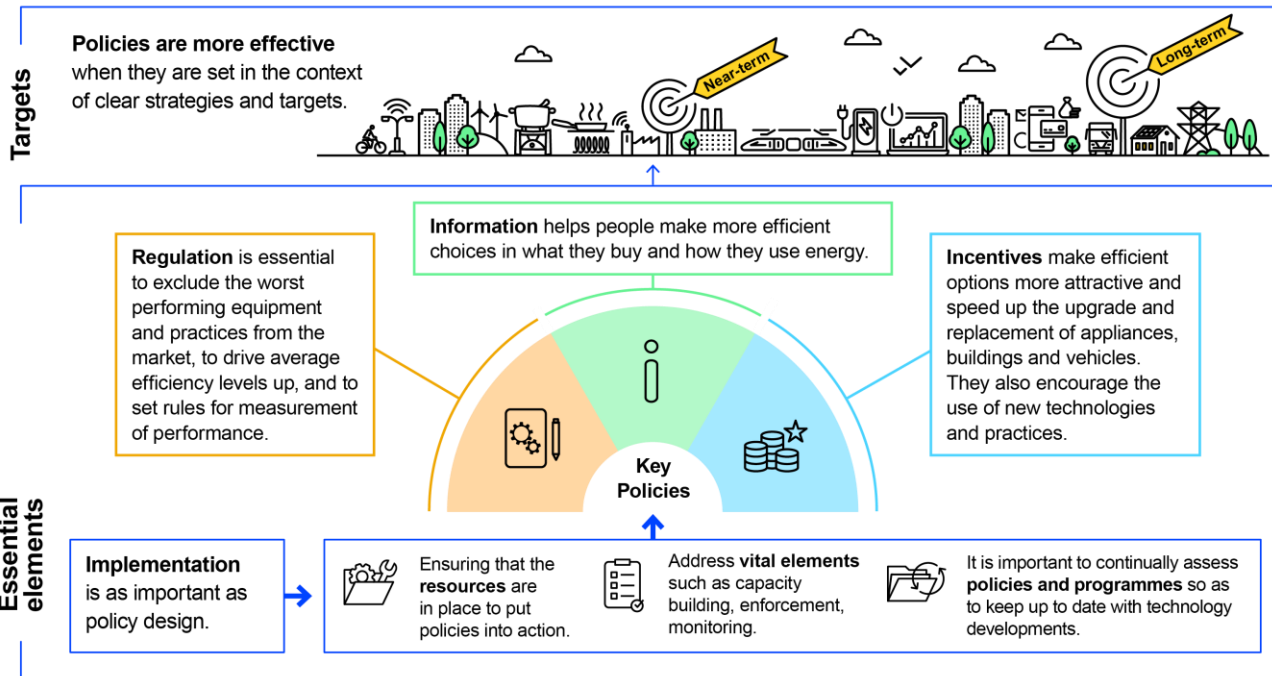 Targets
Policies are more effective
when they are set in the context
of clear strategies and targets.
Near-term
Long-term
Essential
elements
Information helps people make more efficient
choices in what they buy and how they use energy.
Regulation is essential
to exclude the worst
performing equipment
and practices from the
market, to drive average
efficiency levels up, and to
set rules for measurement
of performance.
Incentives make efficient
options more attractive and
speed up the upgrade and
replacement of appliances,
buildings and vehicles.
They also encourage the
use of new technologies
and practices.
Key
Policies
Implementation
is as important as
policy design.
Ensuring that the
resources are
in place to put
policies into action.
Address vital elements
such as capacity
building, enforcement,
monitoring.
It is important to continually assess
policies and programmes so as
to keep up to date with technology
developments.